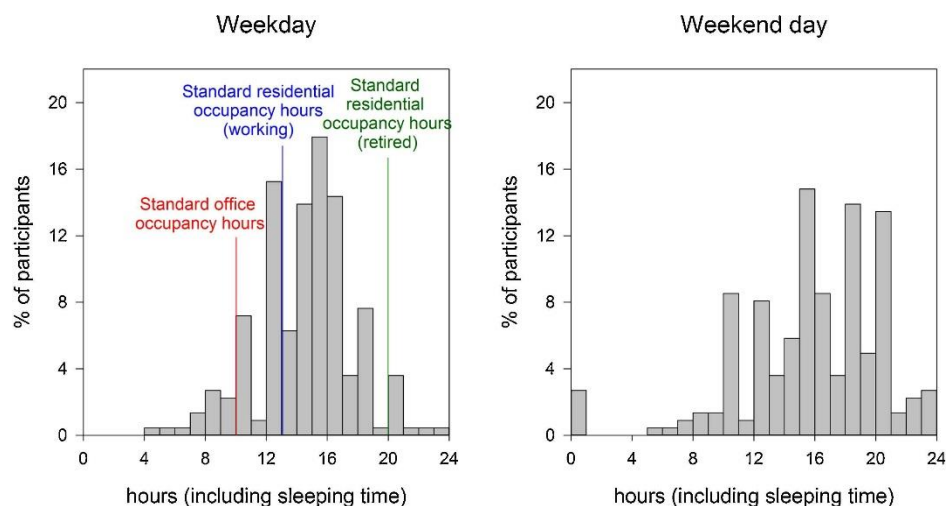 Weekday
Standard residential
occupancy hours
(working)
Standard
residential
occupancy hours
(retired)
Standard office
occupancy hours
% of participants
20
16
12
8
4
0
0 4 8 12 16 20 24
hours (including sleeping time)
Weekend day
% of participants
20
16
12
8
4
0
0 4 8 12 16 20 24
hours (including sleeping time)